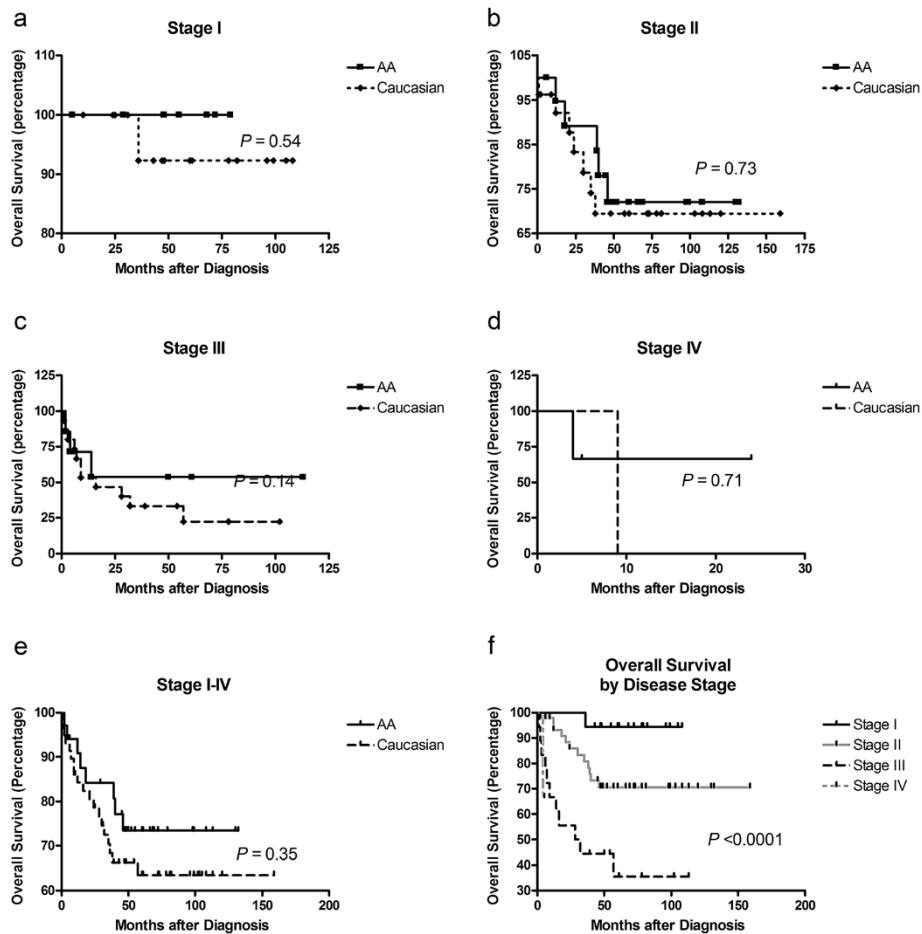 a
Stage I
Overall Survival (percentage)
110
100
90
80
0 25 50 75 100 125
Months after Diagnosis
AA
Caucasian
P = 0.54
b
Stage II
Overall Survival (percentage)
105
95
85
75
65
0 25 50 75 100 125 150 175
Months after Diagnosis
AA
Caucasian
P = 0.73
c
Stage III
Overall Survival (percentage)
125
100
75
50
25
0
0 25 50 75 100 125
Months after Diagnosis
AA
Caucasian
P = 0.14
d
Stage IV
Overall Survival (Percentage)
125
100
75
50
25
0
0 10 20 30
Months after Diagnosis
AA
Caucasian
P = 0.71
e
Stage I-IV
Overall Survival (Percentage)
100
90
80
70
60
0 50 100 150 200
Months after Diagnosis
AA
Caucasian
P = 0.35
f
Overall Survival
by Disease Stage
Overall Survival (Percentage)
100
90
80
70
60
50
40
30
0 50 100 150 200
Months after Diagnosis
Stage I
Stage II
Stage III
Stage IV
P <0.0001